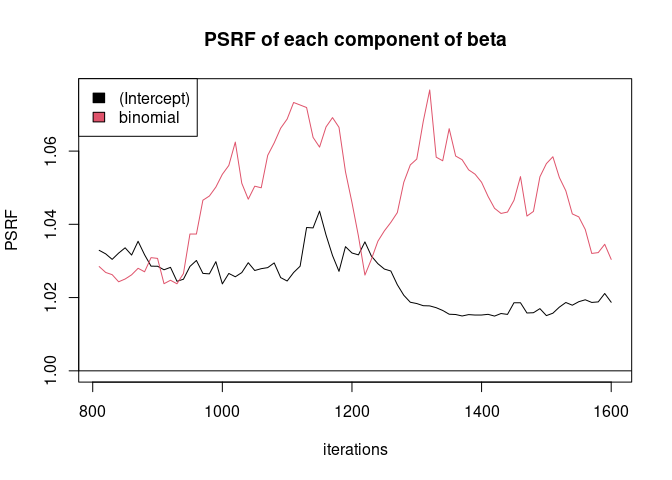 PSRF of each component of beta
(Intercept)
binomial
PSRF
1.06
1.04
1.02
1.00
800 1000 1200 1400 1600
iterations